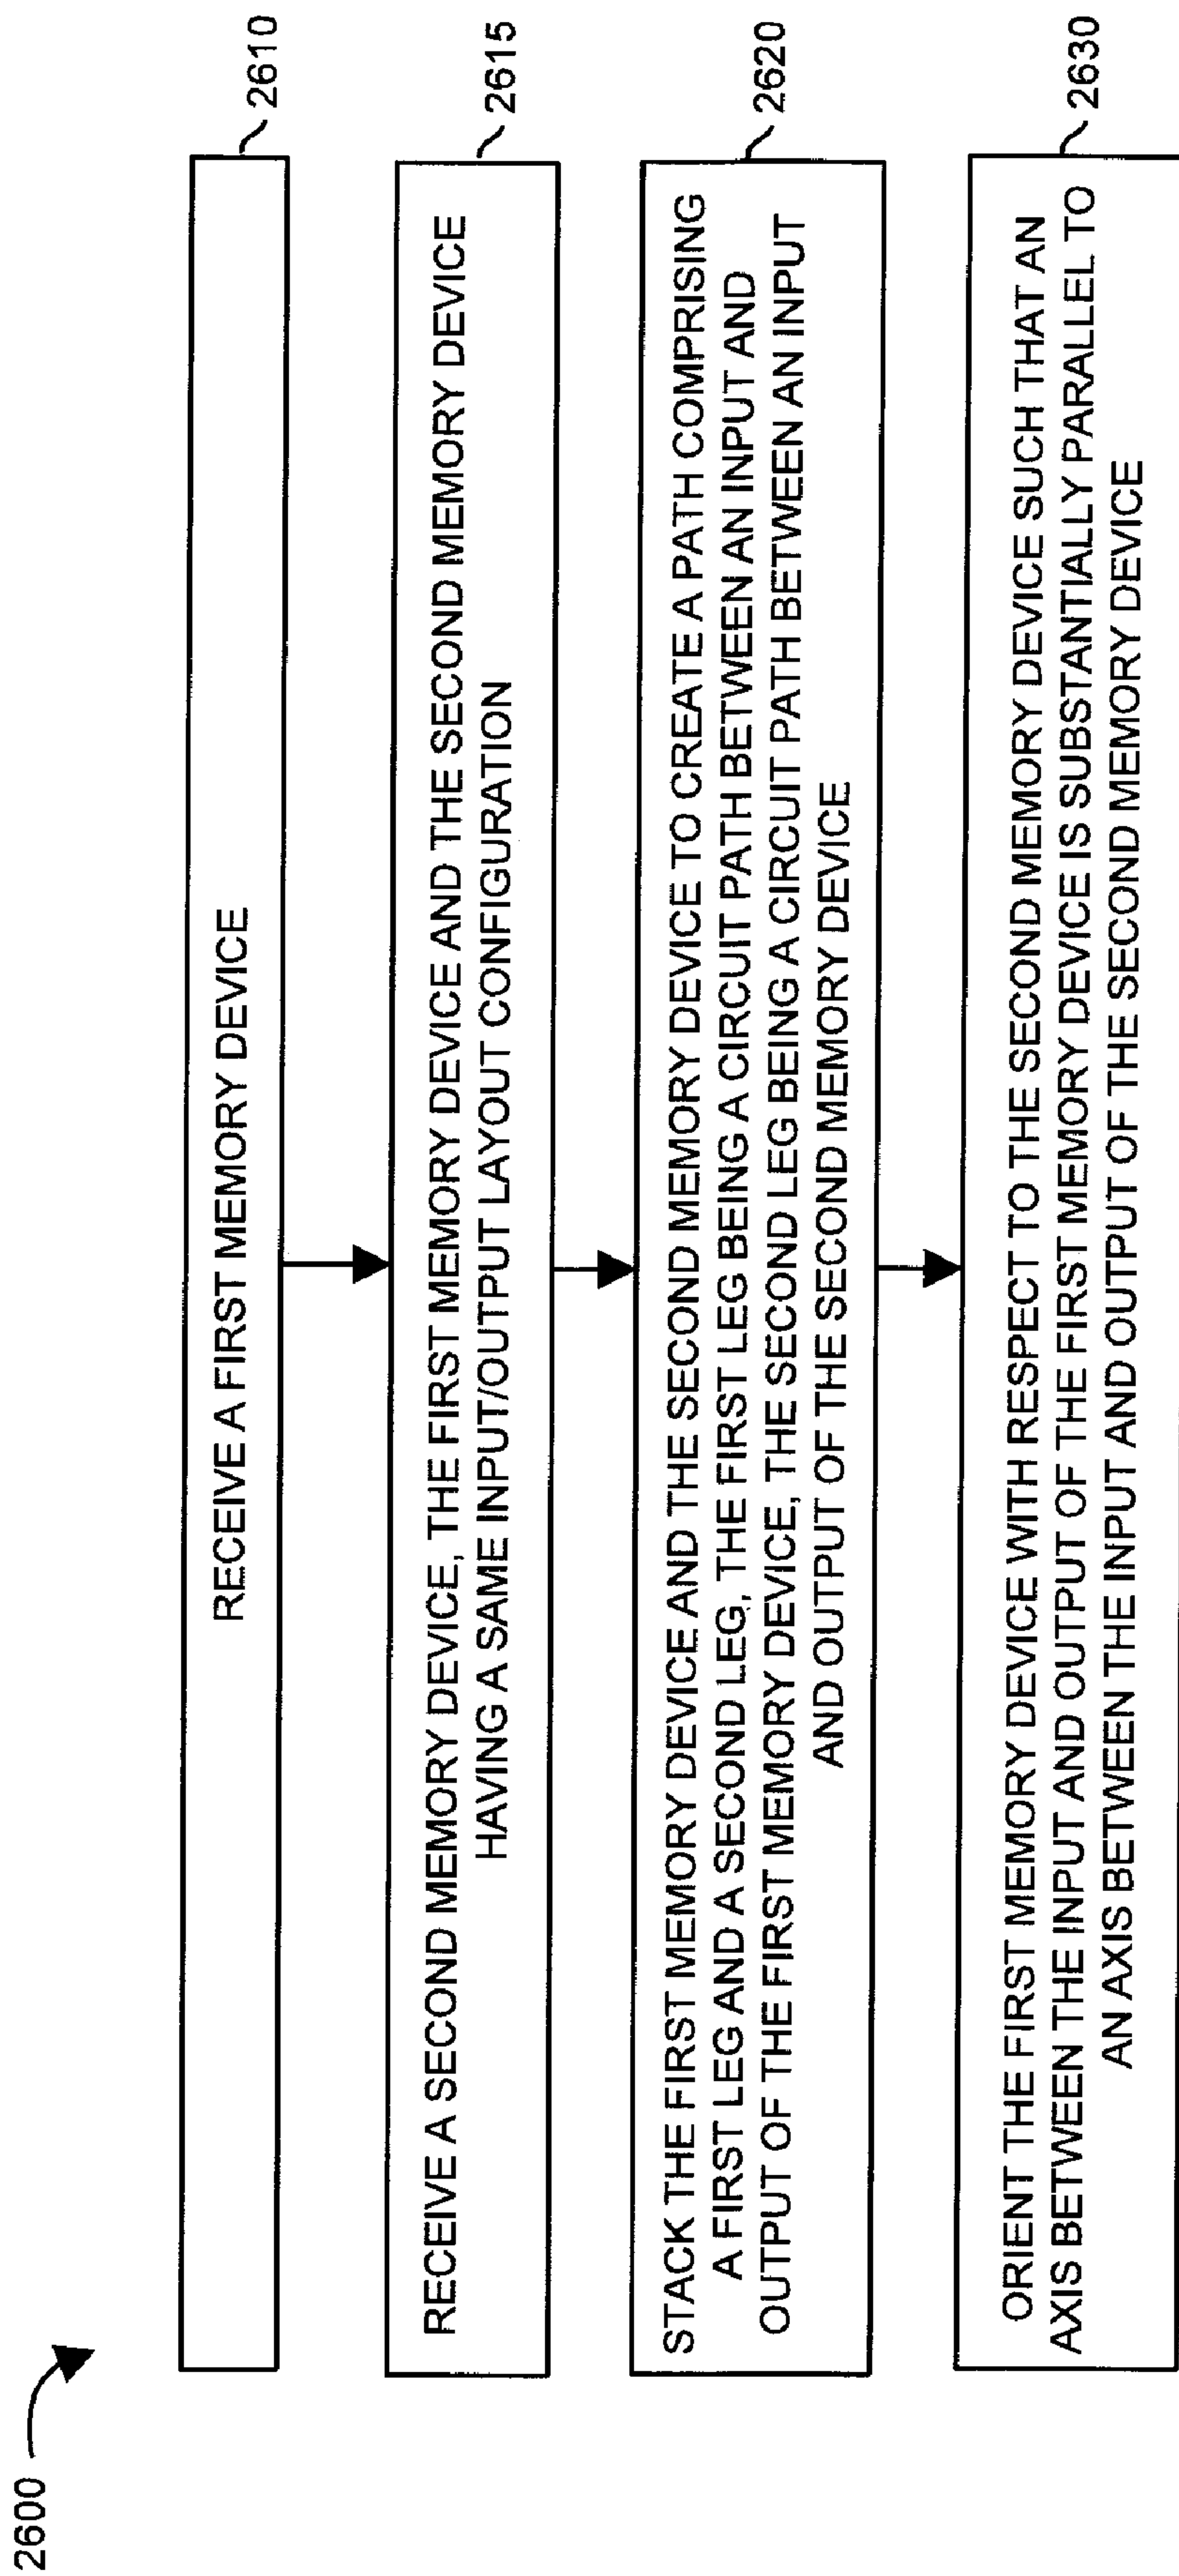 2600
RECEIVE A FIRST MEMORY DEVICE
2610
RECEIVE A SECOND MEMORY DEVICE, THE FIRST MEMORY DEVICE AND THE SECOND MEMORY DEVICE
HAVING A SAME INPUT/OUTPUT LAYOUT CONFIGURATION
2615
STACK THE FIRST MEMORY DEVICE AND THE SECOND MEMORY DEVICE TO CREATE A PATH COMPRISING
A FIRST LEG AND A SECOND LEG, THE FIRST LEG BEING A CIRCUIT PATH BETWEEN AN INPUT AND
OUTPUT OF THE FIRST MEMORY DEVICE, THE SECOND LEG BEING A CIRCUIT PATH BETWEEN AN INPUT
AND OUTPUT OF THE SECOND MEMORY DEVICE
2620
ORIENT THE FIRST MEMORY DEVICE WITH RESPECT TO THE SECOND MEMORY DEVICE SUCH THAT AN
AXIS BETWEEN THE INPUT AND OUTPUT OF THE FIRST MEMORY DEVICE IS SUBSTANTIALLY PARALLEL TO
AN AXIS BETWEEN THE INPUT AND OUTPUT OF THE SECOND MEMORY DEVICE
2630